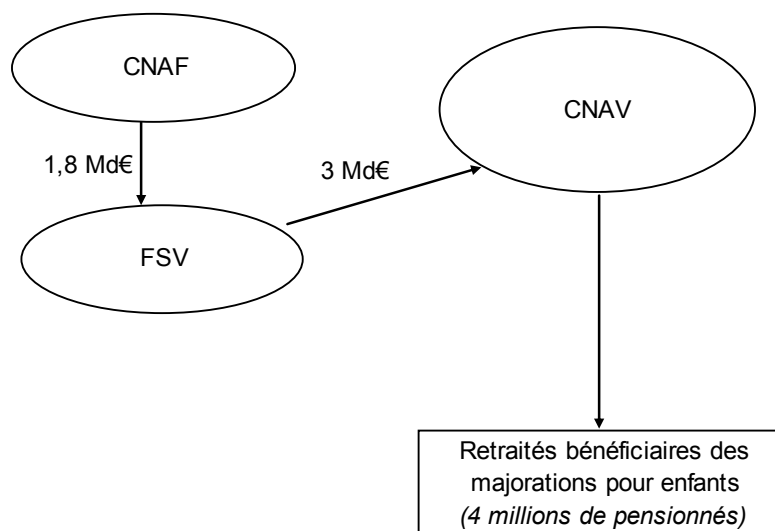 CNAF
CNAV
1,8 Md€
3 Md€
FSV
Retraités bénéficiaires des
majorations pour enfants
(4 millions de pensionnés)